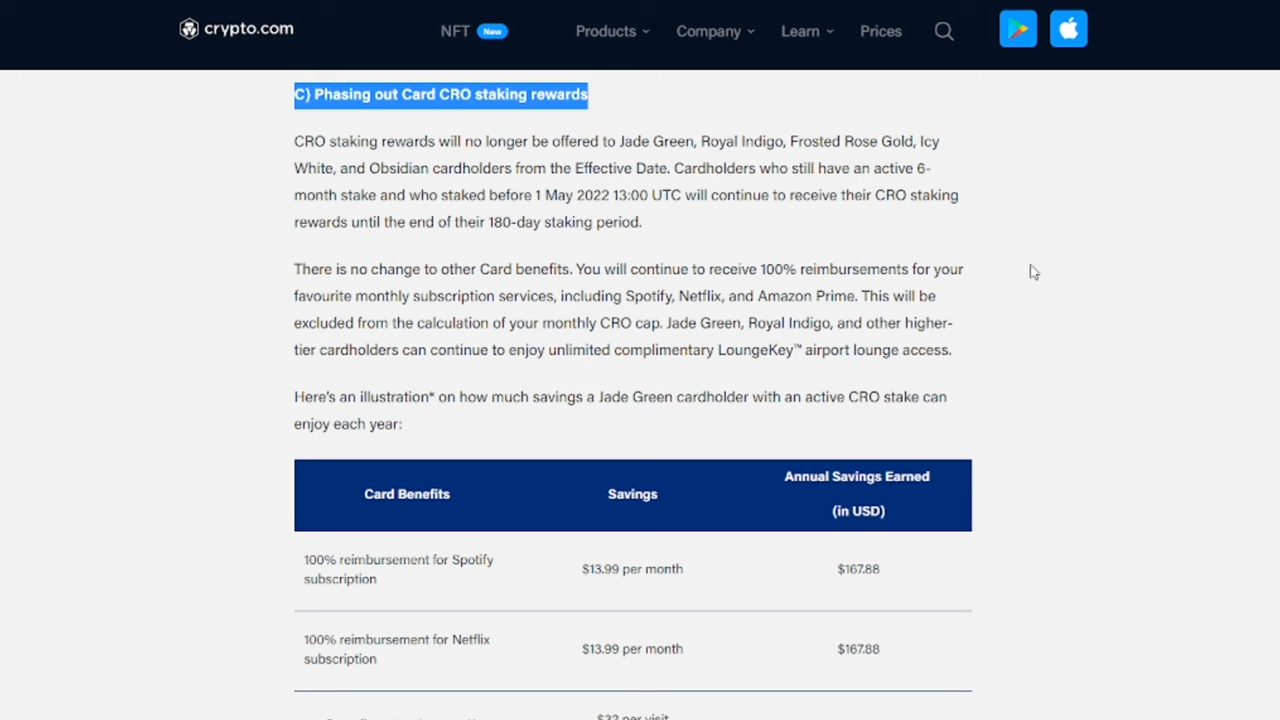 crypto.com
NFT New Products Company Learn Prices
C) Phasing out Card CRO staking rewards
CRO staking rewards will no longer be offered to Jade Green, Royal Indigo, Frosted Rose Gold, Icy
White, and Obsidian cardholders from the Effective Date. Cardholders who still have an active 6-
month stake and who staked before 1 May 2022 13:00 UTC will continue to receive their CRO staking
rewards until the end of their 180-day staking period.
There is no change to other Card benefits. You will continue to receive 100% reimbursements for your
favourite monthly subscription services, including Spotify, Netflix, and Amazon Prime. This will be
excluded from the calculation of your monthly CRO cap. Jade Green, Royal Indigo, and other higher-
tier cardholders can continue to enjoy unlimited complimentary LoungeKey™ airport lounge access.
Here's an illustration* on how much savings a Jade Green cardholder with an active CRO stake can
enjoy each year:
Card Benefits Savings Annual Savings Earned
(in USD)
100% reimbursement for Spotify
subscription $13.99 per month $167.88
100% reimbursement for Netflix
subscription $13.99 per month $167.88
$32 per visit